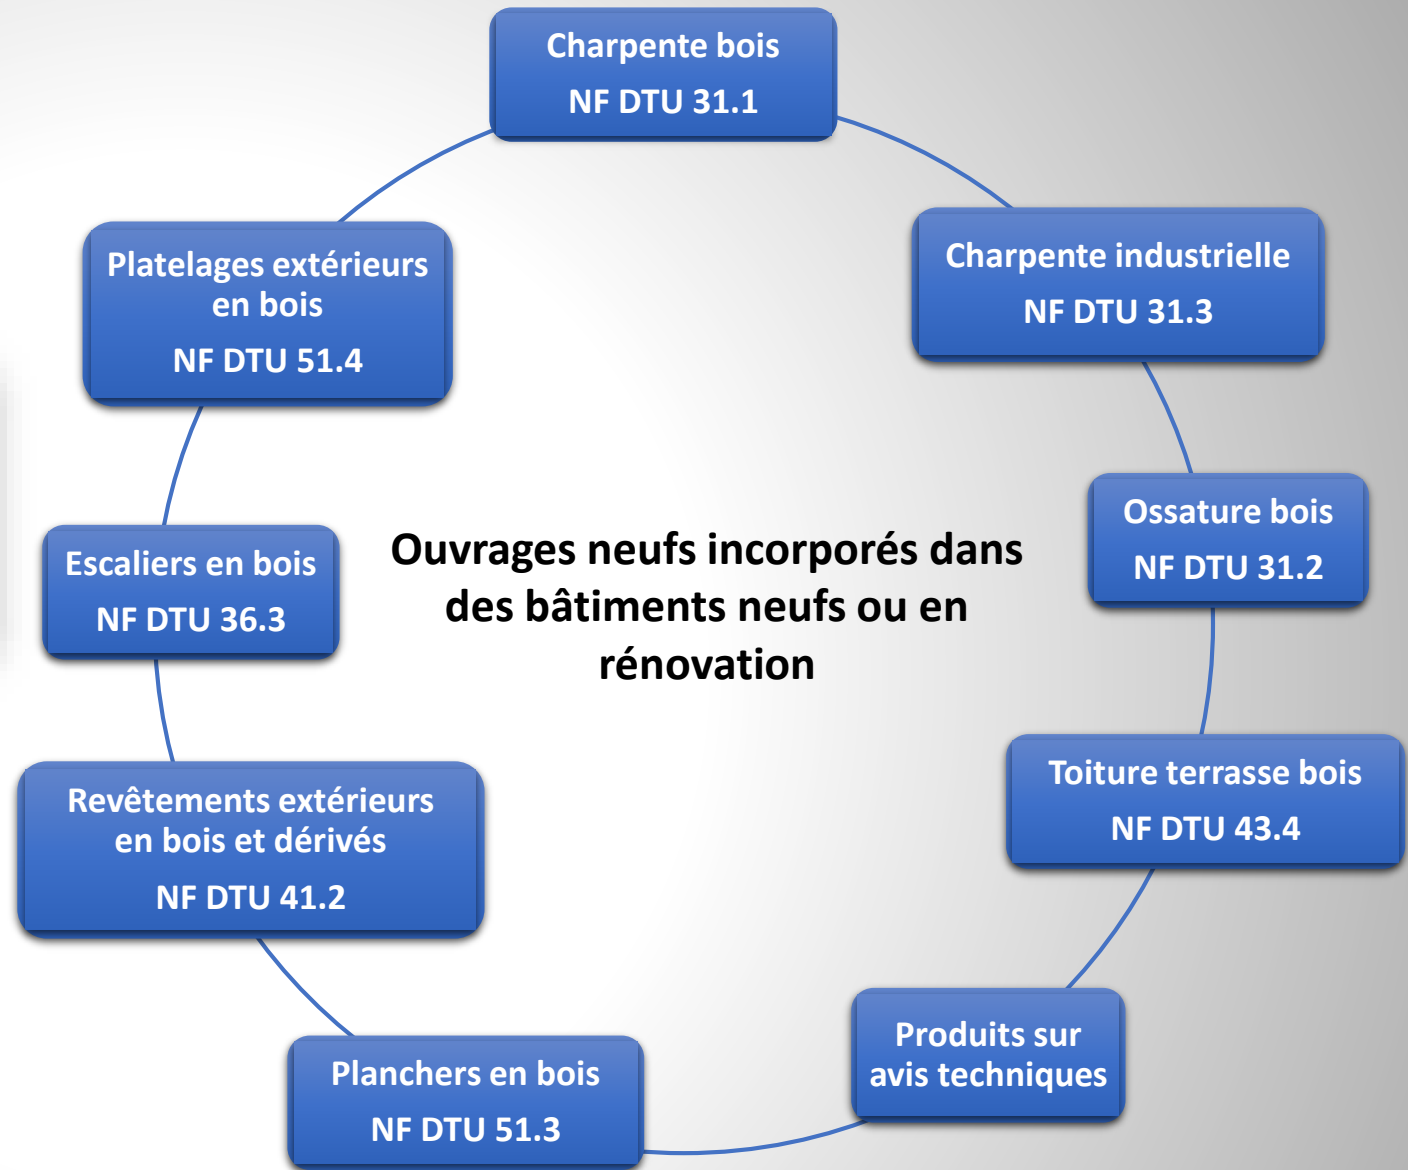 Charpente bois
NF DTU 31.1
Charpente industrielle
NF DTU 31.3
Ossature bois
NF DTU 31.2
Toiture terrasse bois
NF DTU 43.4
Produits sur
avis techniques
Planchers en bois
NF DTU 51.3
Revêtements extérieurs
en bois et dérivés
NF DTU 41.2
Escaliers en bois
NF DTU 36.3
Platelages extérieurs
en bois
NF DTU 51.4
Ouvrages neufs incorporés dans
des bâtiments neufs ou en
rénovation